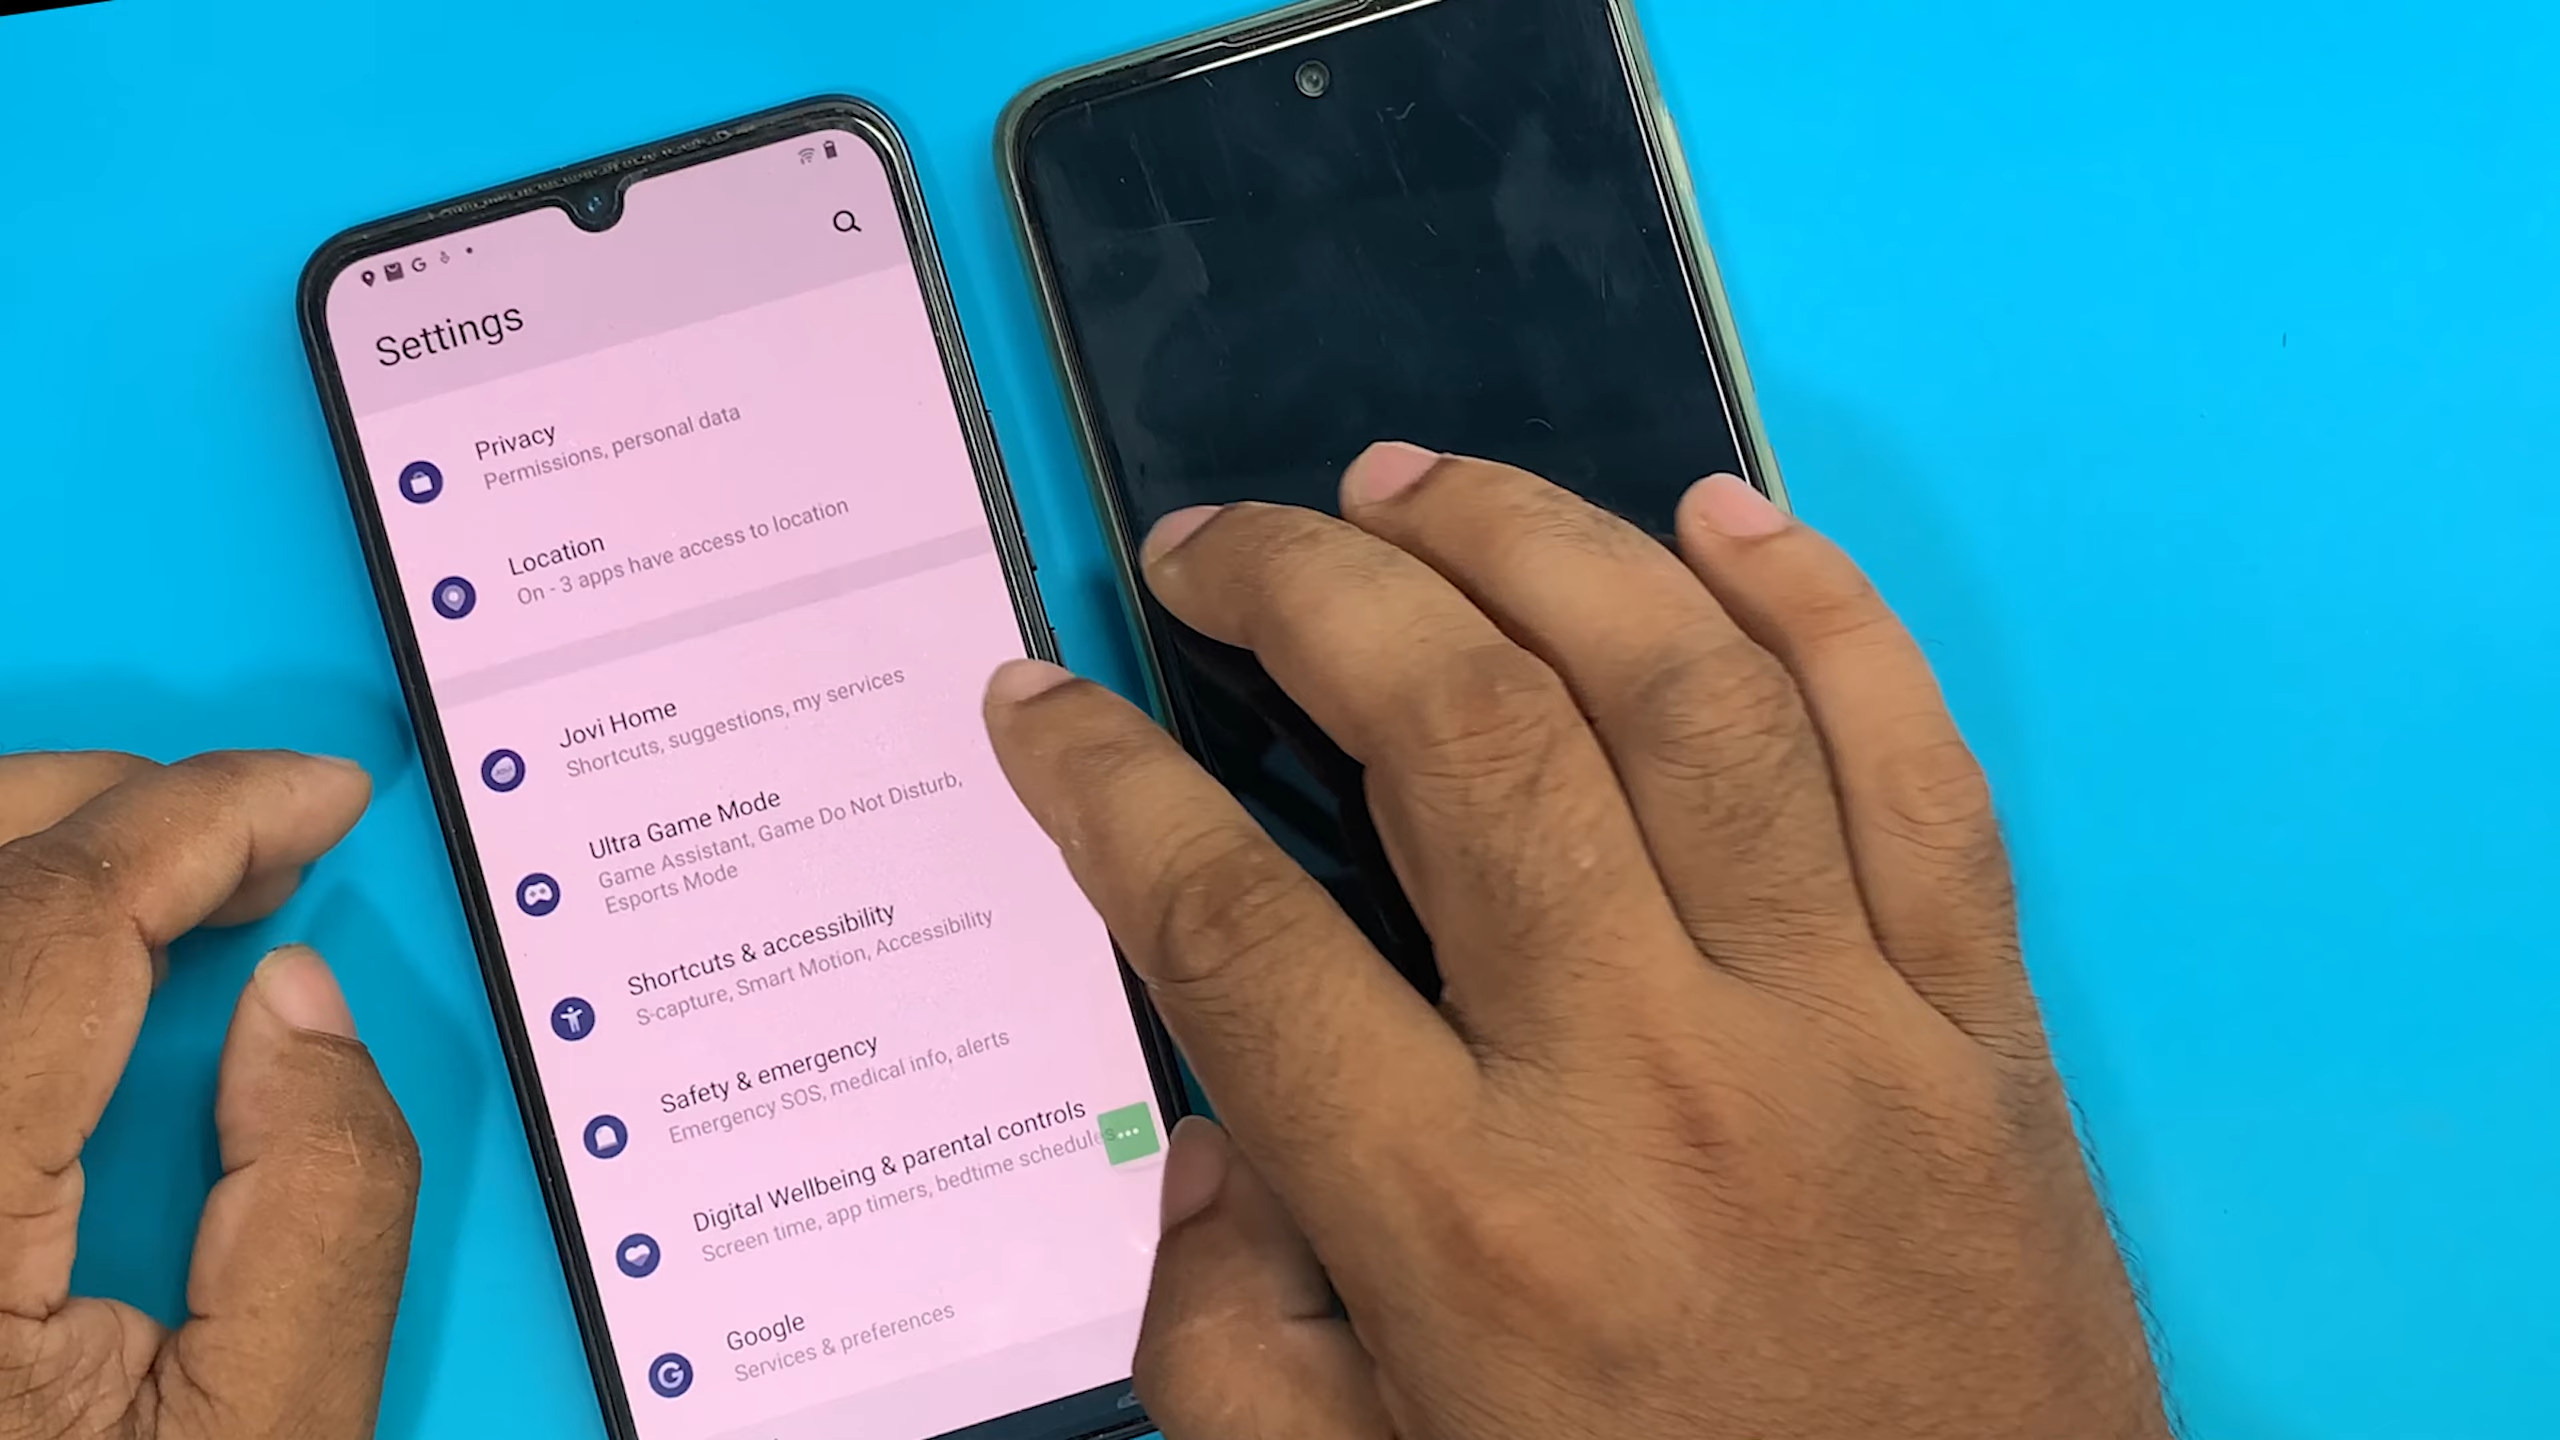 Settings
Privacy
Permissions, personal data
Location
On - 3 apps have access to location
Jovi Home
Shortcuts, suggestions, my services
Ultra Game Mode
Game Assistant, Game Do Not Disturb,
Esports Mode
Shortcuts & accessibility
S-capture, Smart Motion, Accessibility
Safety & emergency
Emergency SOS, medical info, alerts
Digital Wellbeing & parental controls
Screen time, app timers, bedtime schedules
Google
Services & preferences